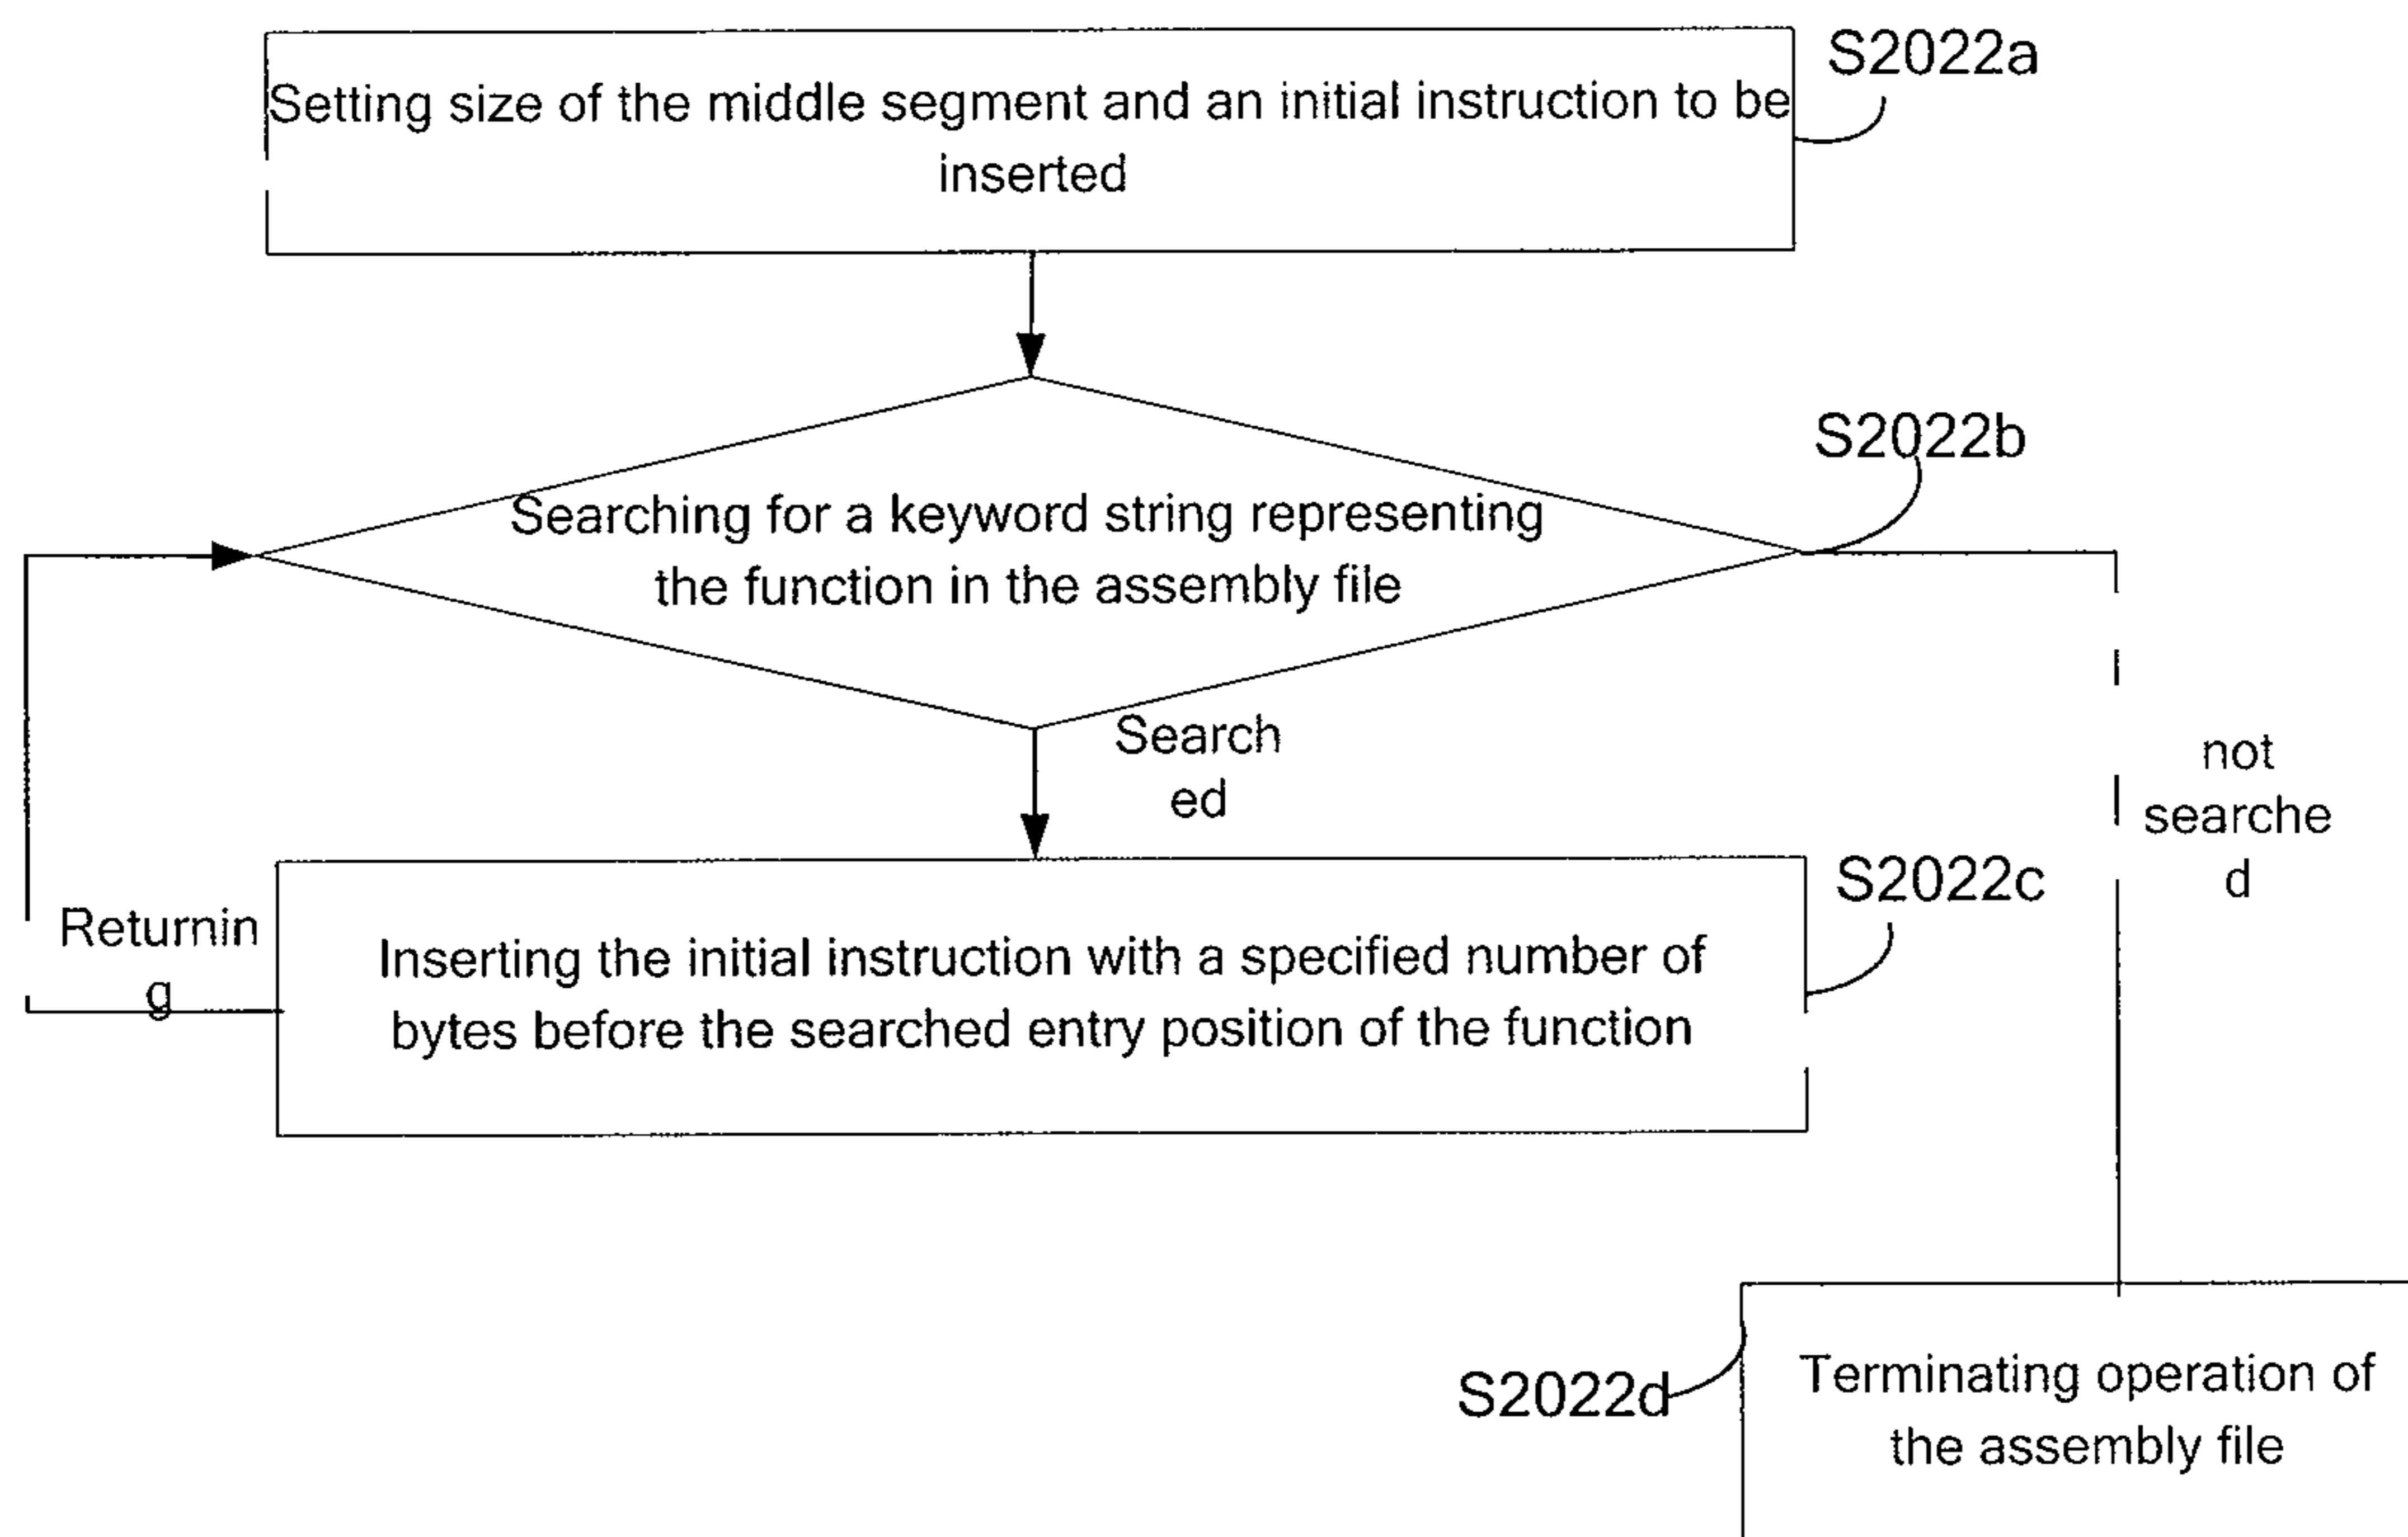 S2022a
Setting size of the middle segment and an initial instruction to be
inserted
S2022b
Searching for a keyword string representing
the function in the assembly file
Search
ed
not
searche
d
S2022c
Returnin
g
Inserting the initial instruction with a specified number of
bytes before the searched entry position of the function
S2022d
Terminating operation of
the assembly file